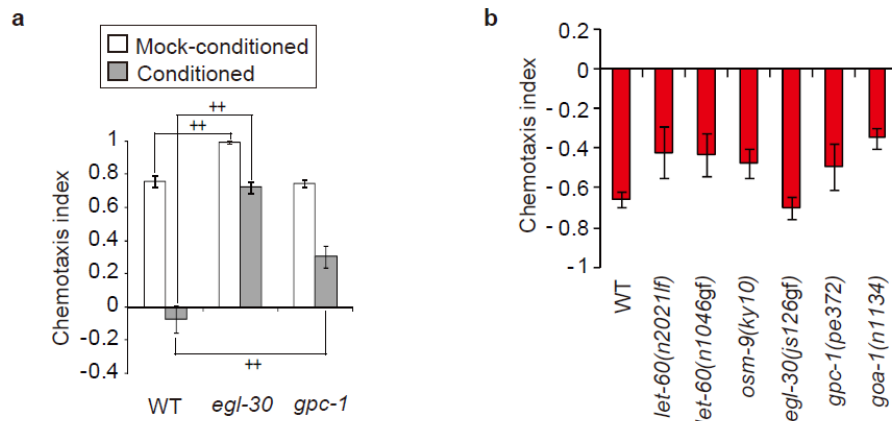 a
Mock-conditioned
Conditioned
++
++
1
0.8
0.6
0.4
0.2
0
-0.2
-0.4
Chemotaxis index
++
WT
egl-30
gpc-1
b
0
- 0.2
- 0.4
- 0.6
- 0.8
- 1
Chemotaxis index
WT
let-60(n2021lf)
let-60(n1046gf)
osm-9(ky10)
egl-30(js126gf)
gpc-1(pe372)
goa-1(n1134)